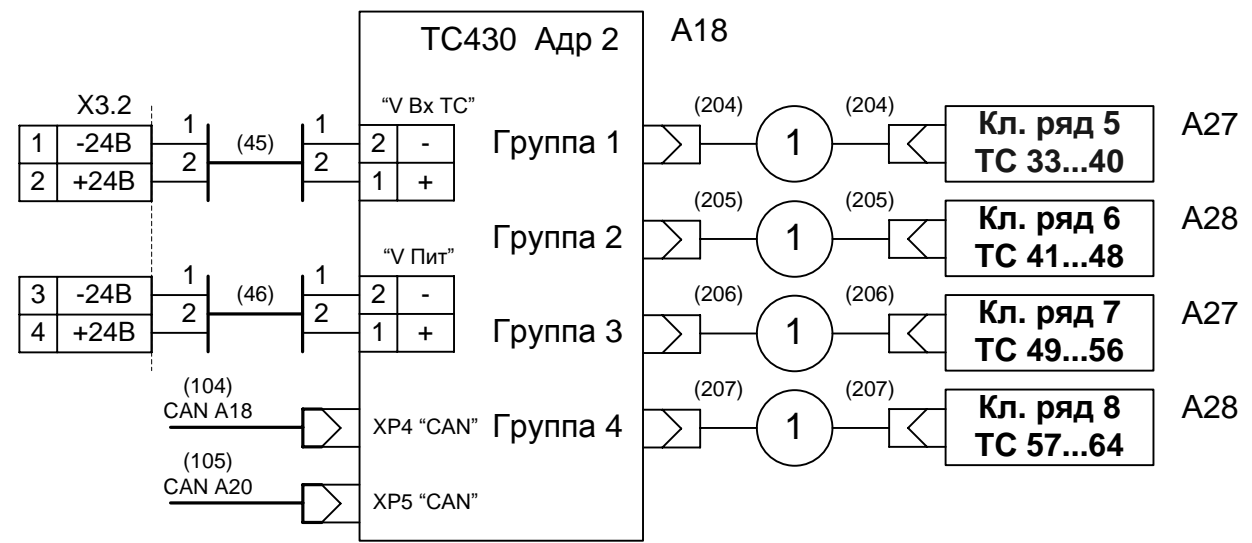 ТС430 Адр 2
А18
Х3.2
1 -24В
2 +24В
1
2
(45)
1
2
“V Вх ТС”
2 -
1 +
Группа 1
(204)
1
(204)
Кл. ряд 5
ТС 33...40
А27
Группа 2
(205)
1
(205)
Кл. ряд 6
ТС 41...48
А28
3 -24В
4 +24В
1
2
(46)
1
2
“V Пит”
2 -
1 +
Группа 3
(206)
1
(206)
Кл. ряд 7
ТС 49...56
А27
(104)
CAN А18
XP4 “CAN”
Группа 4
(207)
1
(207)
Кл. ряд 8
ТС 57...64
А28
(105)
CAN А20
XP5 “CAN”